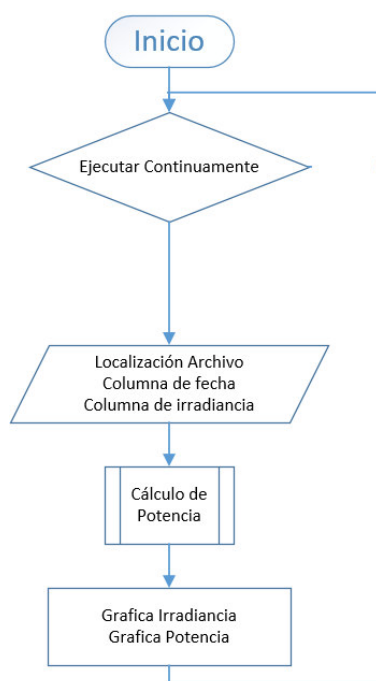 Inicio
Ejecutar Continuamente
Localización Archivo
Columna de fecha
Columna de irradiancia
Cálculo de
Potencia
Grafica Irradiancia
Grafica Potencia